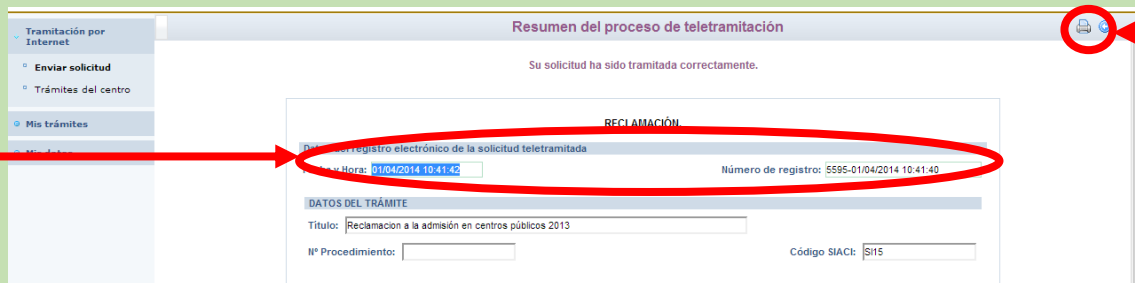 Resumen del proceso de teletramitación
Tramitación por
Internet
Enviar solicitud
Trámites del centro
Mis trámites
Su solicitud ha sido tramitada correctamente.
RECLAMACIÓN.
registro electrónico de la solicitud teletramitada
Hora: 01/04/2014 10:41:42 Número de registro: 5595-01/04/2014 10:41:40
DATOS DEL TRÁMITE
Título: Reclamacion a la admisión en centros públicos 2013
Nº Procedimiento: Código SIACI: SI15